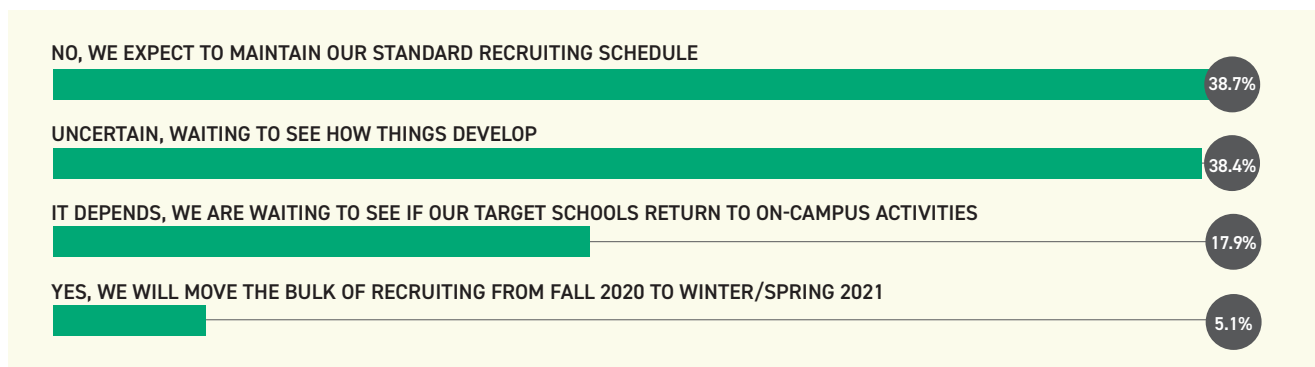 NO, WE EXPECT TO MAINTAIN OUR STANDARD RECRUITING SCHEDULE
38.7%
UNCERTAIN, WAITING TO SEE HOW THINGS DEVELOP
38.4%
IT DEPENDS, WE ARE WAITING TO SEE IF OUR TARGET SCHOOLS RETURN TO ON-CAMPUS ACTIVITIES
17.9%
YES, WE WILL MOVE THE BULK OF RECRUITING FROM FALL 2020 TO WINTER/SPRING 2021
5.1%